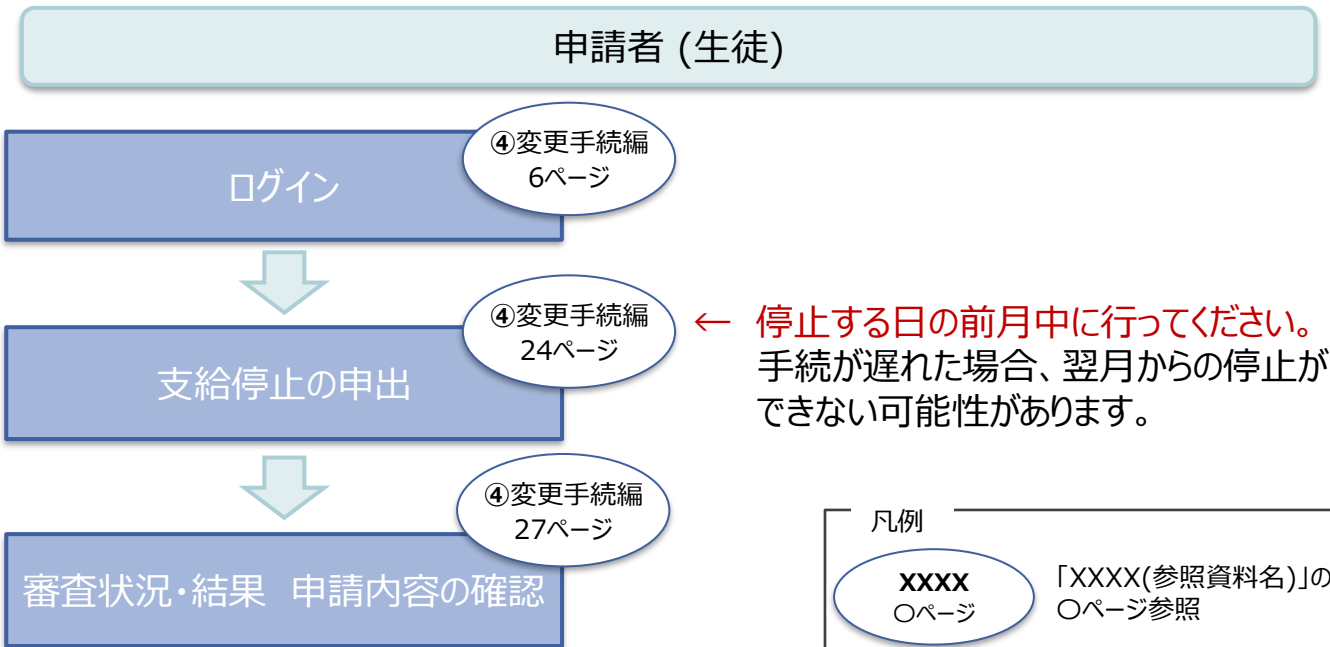 申請者 (生徒)
④変更手続編
6ページ
ログイン
④変更手続編
24ページ
← 停止する日の前月中に行ってください。
手続が遅れた場合、翌月からの停止が
できない可能性があります。
支給停止の申出
④変更手続編
27ページ
審査状況・結果 申請内容の確認
凡例
XXXX
〇ページ
「XXXX(参照資料名)」の
〇ページ参照